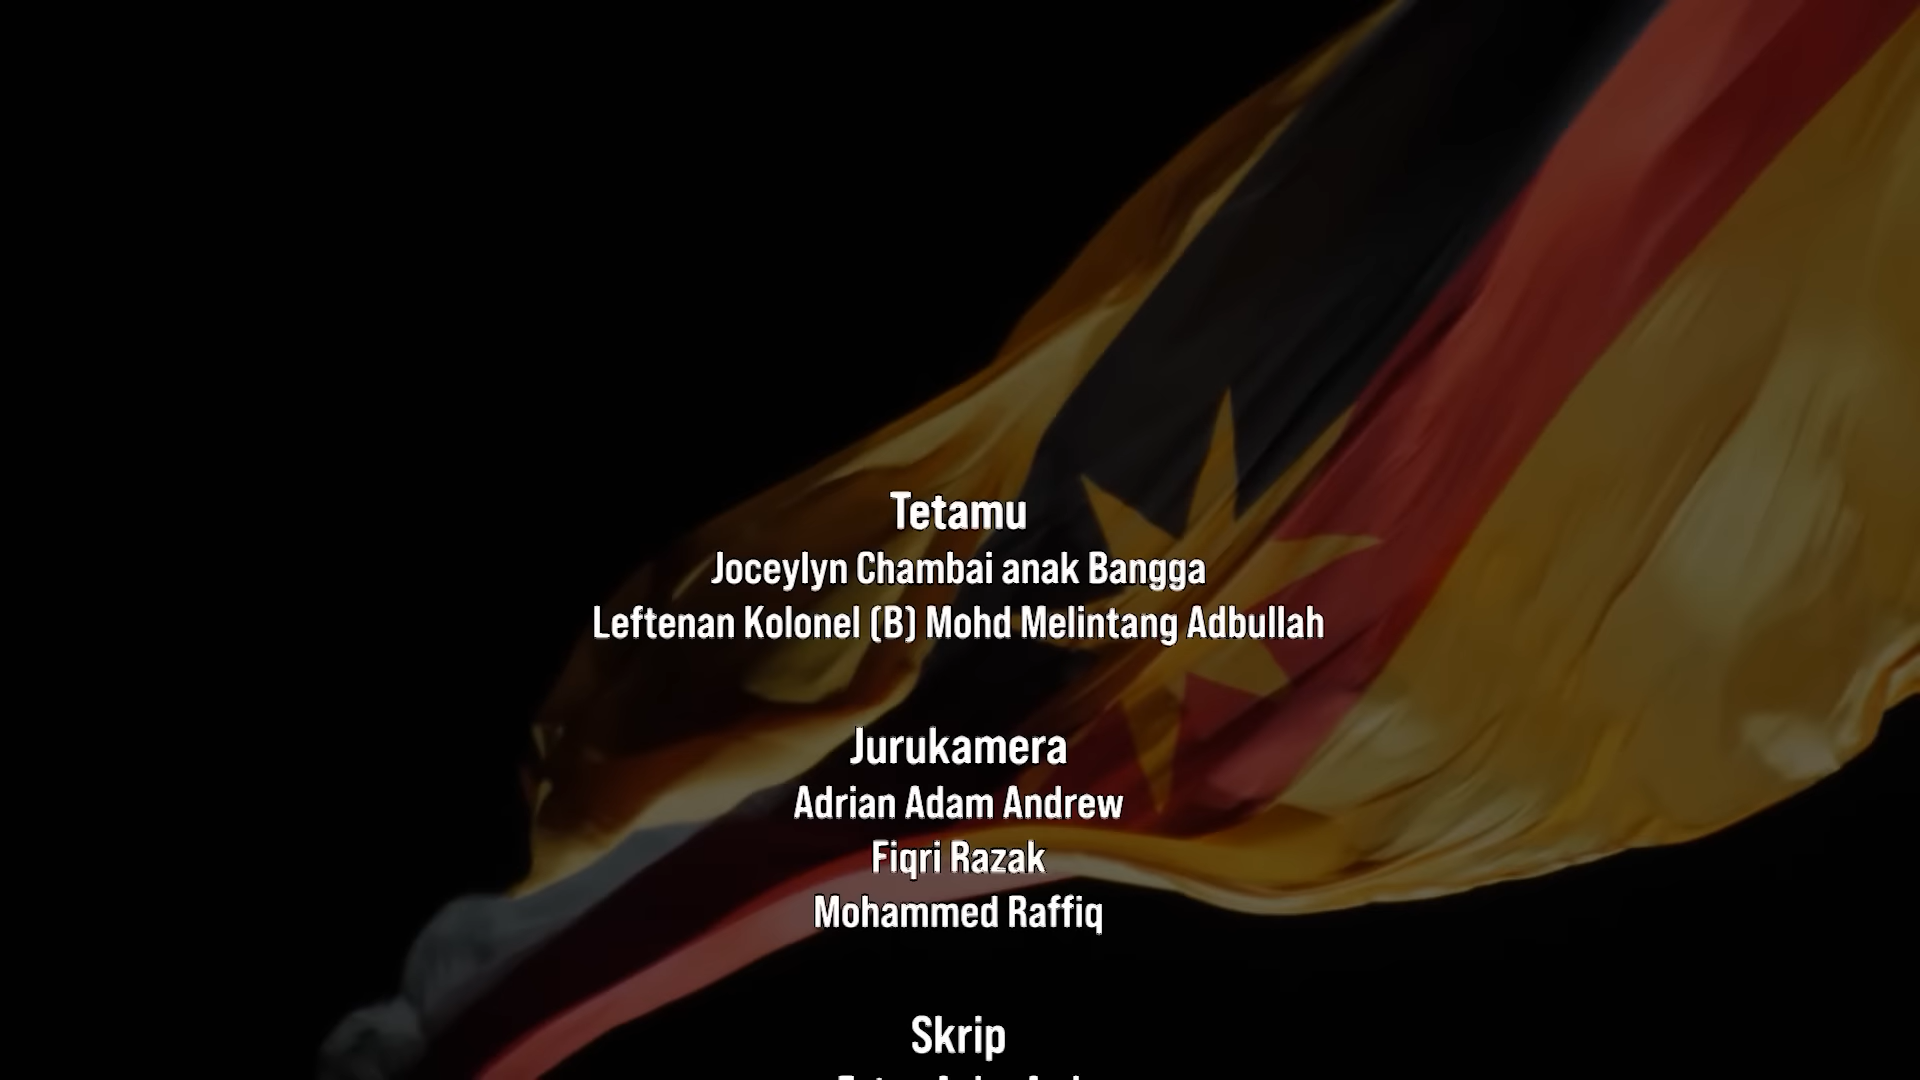 Tetamu
Joceylyn Chambai anak Bangga
Leftenan Kolonel (B) Mohd Melintang Adbullah
Jurukamera
Adrian Adam Andrew
Fiqri Razak
Mohammed Raffiq
Skrip